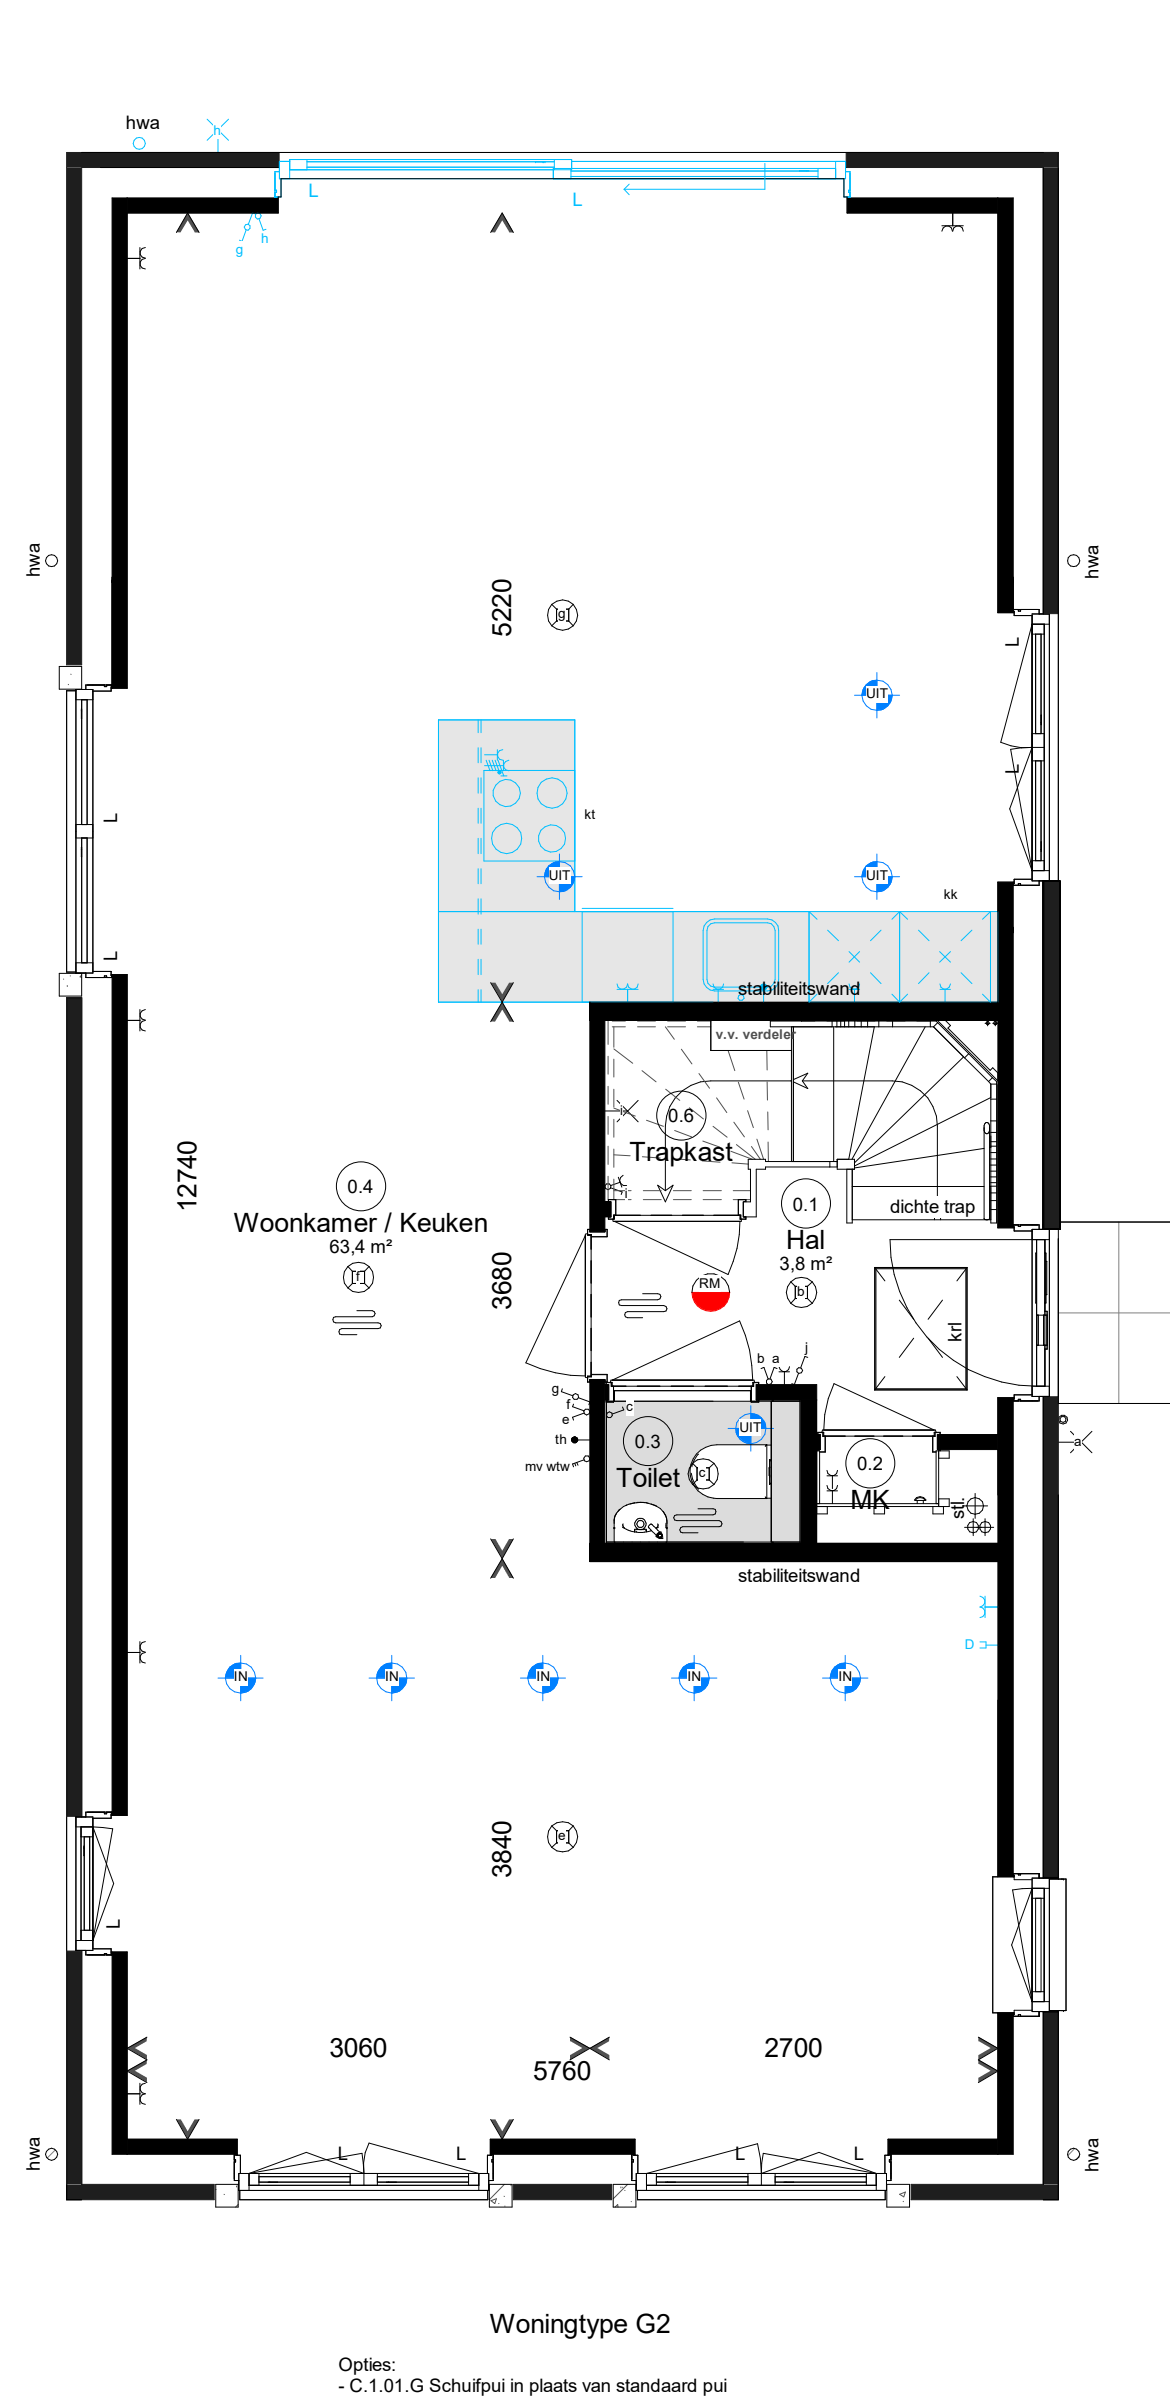 hwa
h
L
L
g
h
hwa
hwa
5220
g
L
UIT
L
L
kt
UIT
UIT
kk
L
stabiliteitswand
v.v. verdeler
0.6
Trapkast
12740
0.4
Woonkamer / Keuken
63,4 m²
f
i
i
0.1
dichte trap
Hal
3,8 m²
b
3680
RM
krl
j
b
a
g
f
e
c
th
mv wtw
0.3
UIT
Toilet
c
0.2
MK
stl.
a
stabiliteitswand
D
IN
IN
IN
IN
IN
3840
e
L
3060
2700
5760
hwa
L
L
L
L
hwa
Woningtype G2
Opties:
- C.1.01.G Schuifpui in plaats van standaard pui